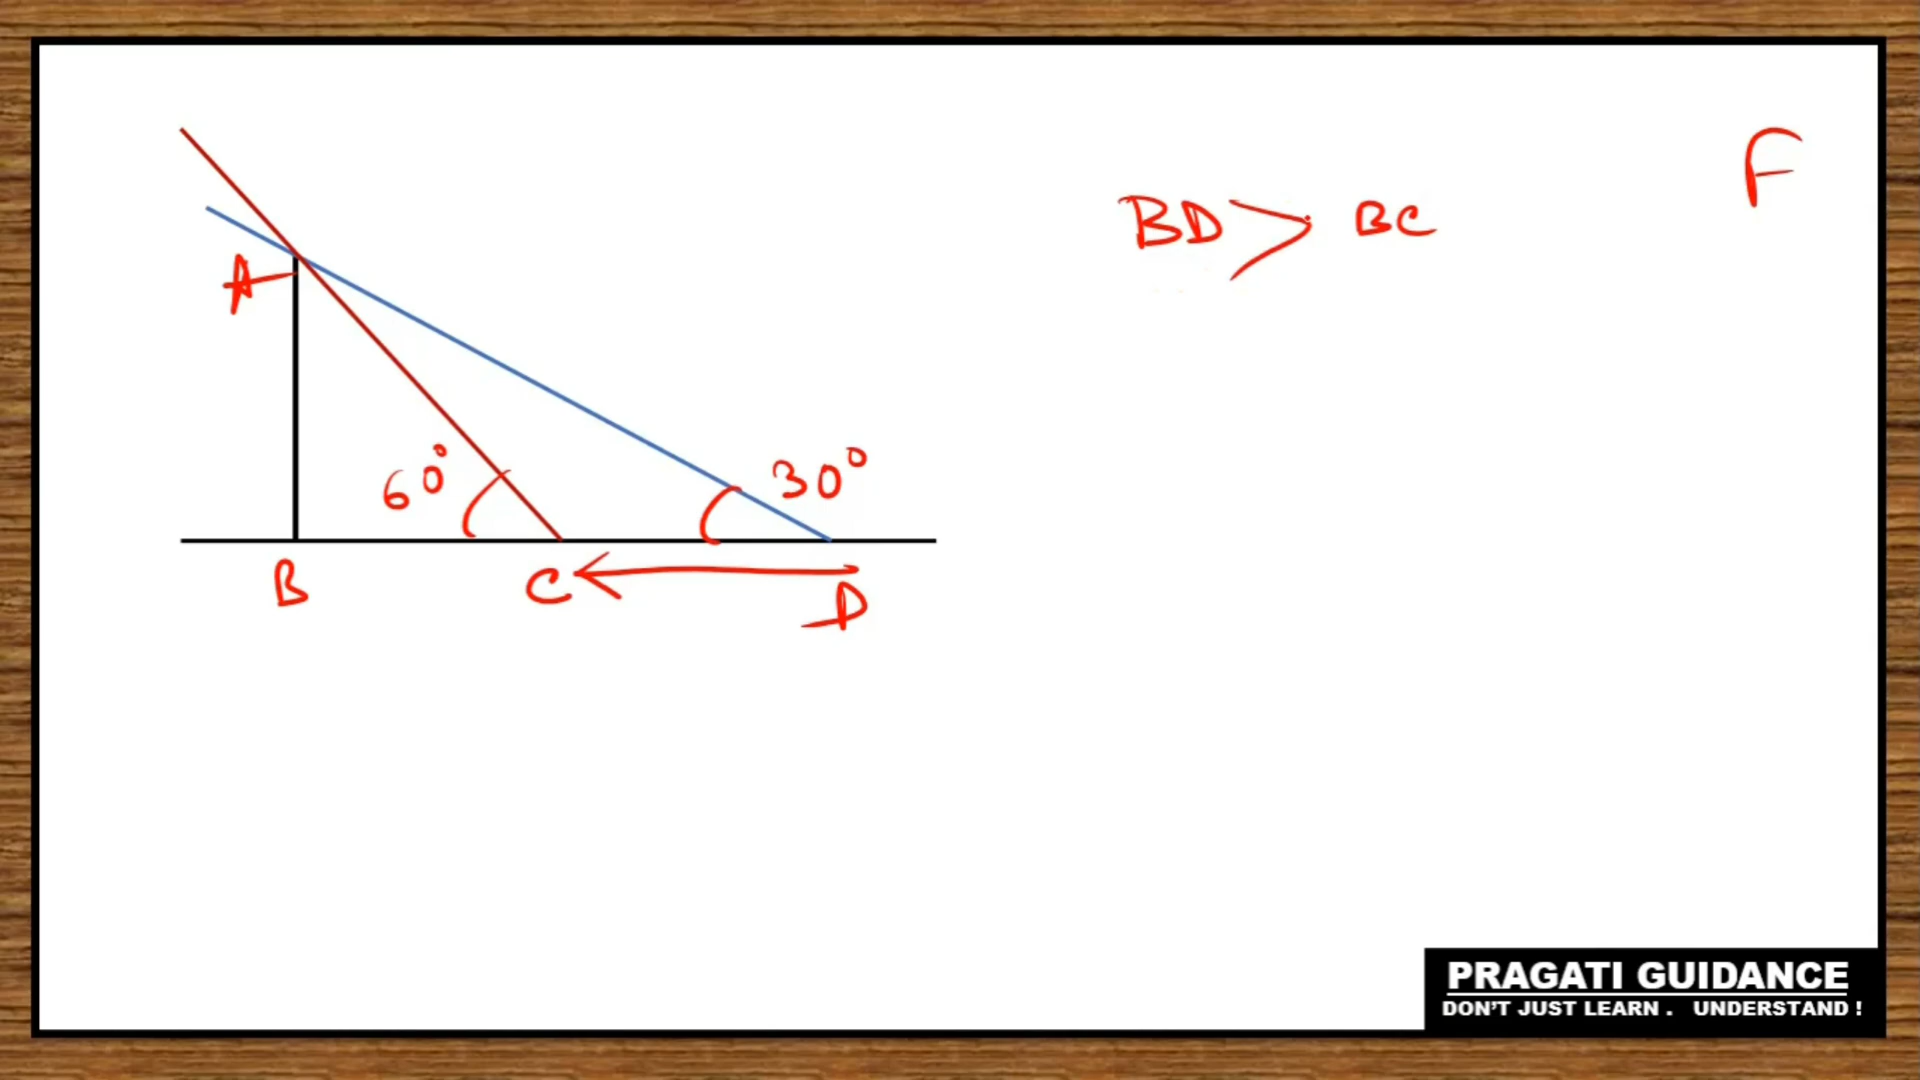 F
BD > BC
A
60°
30°
B
C
D
PRAGATI GUIDANCE
DON'T JUST LEARN . UNDERSTAND !